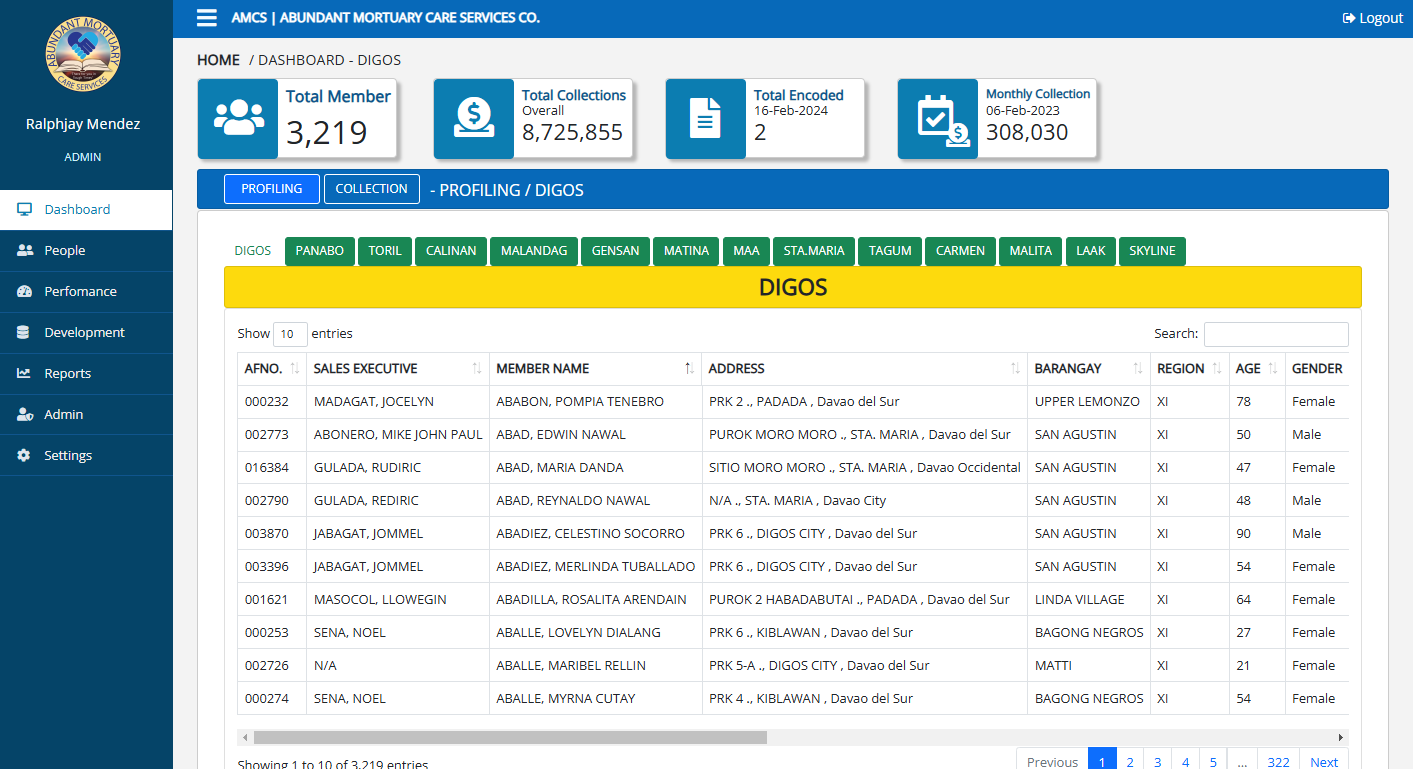 AMCS | ABUNDANT MORTUARY CARE SERVICES CO.
Logout
ABUNDANT MORTUARY
CARE SERVICES
Ralphjay Mendez
ADMIN
Dashboard
People
Perfomance
Development
Reports
Admin
Settings
HOME / DASHBOARD - DIGOS
Total Member
3,219
Total Collections
Overall
8,725,855
Total Encoded
16-Feb-2024
2
Monthly Collection
06-Feb-2023
308,030
PROFILING COLLECTION - PROFILING / DIGOS
DIGOS PANABO TORIL CALINAN MALANDAG GENSAN MATINA MAA STA.MARIA TAGUM CARMEN MALITA LAAK SKYLINE
DIGOS
Show 10 entries Search:
AFNO. SALES EXECUTIVE MEMBER NAME ADDRESS BARANGAY REGION AGE GENDER
000232 MADAGAT, JOCELYN ABABON, POMPIA TENEBRO PRK 2 ., PADADA , Davao del Sur UPPER LEMONZO XI 78 Female
002773 ABONERO, MIKE JOHN PAUL ABAD, EDWIN NAWAL PUROK MORO MORO ., STA. MARIA , Davao del Sur SAN AGUSTIN XI 50 Male
016384 GULADA, RUDIRIC ABAD, MARIA DANDA SITIO MORO MORO ., STA. MARIA , Davao Occidental SAN AGUSTIN XI 47 Female
002790 GULADA, REDIRIC ABAD, REYNALDO NAWAL N/A ., STA. MARIA , Davao City SAN AGUSTIN XI 48 Male
003870 JABAGAT, JOMMEL ABADIEZ, CELESTINO SOCORRO PRK 6 ., DIGOS CITY , Davao del Sur SAN AGUSTIN XI 90 Male
003396 JABAGAT, JOMMEL ABADIEZ, MERLINDA TUBALLADO PRK 6 ., DIGOS CITY , Davao del Sur SAN AGUSTIN XI 54 Female
001621 MASOCOL, LLOWEGIN ABADILLA, ROSALITA ARENDAIN PUROK 2 HABADABUTAI ., PADADA , Davao del Sur LINDA VILLAGE XI 64 Female
000253 SENA, NOEL ABALLE, LOVELYN DIALANG PRK 6 ., KIBLAWAN , Davao del Sur BAGONG NEGROS XI 27 Female
002726 N/A ABALLE, MARIBEL RELLIN PRK 5-A ., DIGOS CITY , Davao del Sur MATTI XI 21 Female
000274 SENA, NOEL ABALLE, MYRNA CUTAY PRK 4 ., KIBLAWAN , Davao del Sur BAGONG NEGROS XI 54 Female
Showing 1 to 10 of 3,219 entries Previous 1 2 3 4 5 ... 322 Next